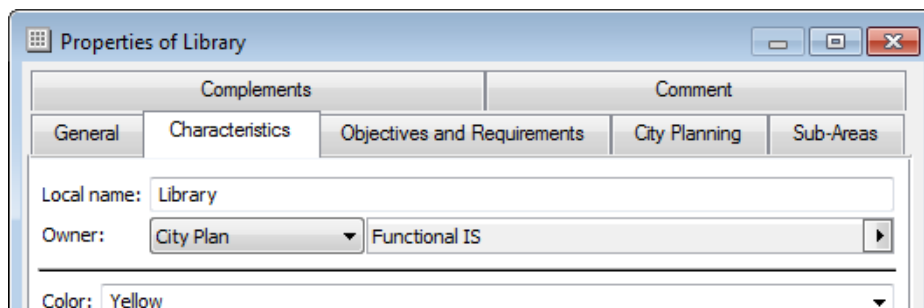 Properties of Library
Complements Comment
General Characteristics Objectives and Requirements City Planning Sub-Areas
Local name: Library
Owner: City Plan Functional IS
Color: Yellow